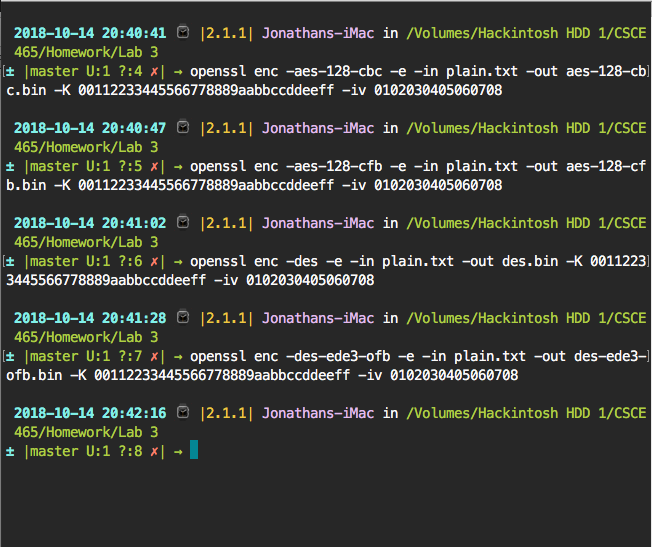 2018-10-14 20:40:41 |2.1.1| Jonathans-iMac in /Volumes/Hackintosh HDD 1/CSCE
465/Homework/Lab 3
[± |master U:1 ?:4 ✗| → openssl enc -aes-128-cbc -e -in plain.txt -out aes-128-cb]
c.bin -K 00112233445566778889aabbccddeeff -iv 0102030405060708
2018-10-14 20:40:47 |2.1.1| Jonathans-iMac in /Volumes/Hackintosh HDD 1/CSCE
465/Homework/Lab 3
[± |master U:1 ?:5 ✗| → openssl enc -aes-128-cfb -e -in plain.txt -out aes-128-cf]
b.bin -K 00112233445566778889aabbccddeeff -iv 0102030405060708
2018-10-14 20:41:02 |2.1.1| Jonathans-iMac in /Volumes/Hackintosh HDD 1/CSCE
465/Homework/Lab 3
[± |master U:1 ?:6 ✗| → openssl enc -des -e -in plain.txt -out des.bin -K 0011223]
3445566778889aabbccddeeff -iv 0102030405060708
2018-10-14 20:41:28 |2.1.1| Jonathans-iMac in /Volumes/Hackintosh HDD 1/CSCE
465/Homework/Lab 3
[± |master U:1 ?:7 ✗| → openssl enc -des-ede3-ofb -e -in plain.txt -out des-ede3-]
ofb.bin -K 00112233445566778889aabbccddeeff -iv 0102030405060708
2018-10-14 20:42:16 |2.1.1| Jonathans-iMac in /Volumes/Hackintosh HDD 1/CSCE
465/Homework/Lab 3
± |master U:1 ?:8 ✗| →